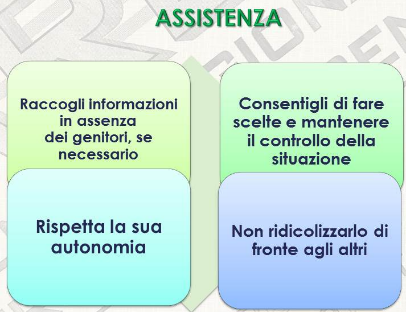 ASSISTENZA
Raccogli informazioni
in assenza
dei genitori, se
necessario
Consentigli di fare
scelte e mantenere
il controllo della
situazione
Rispetta la sua
autonomia
Non ridicolizzarlo di
fronte agli altri